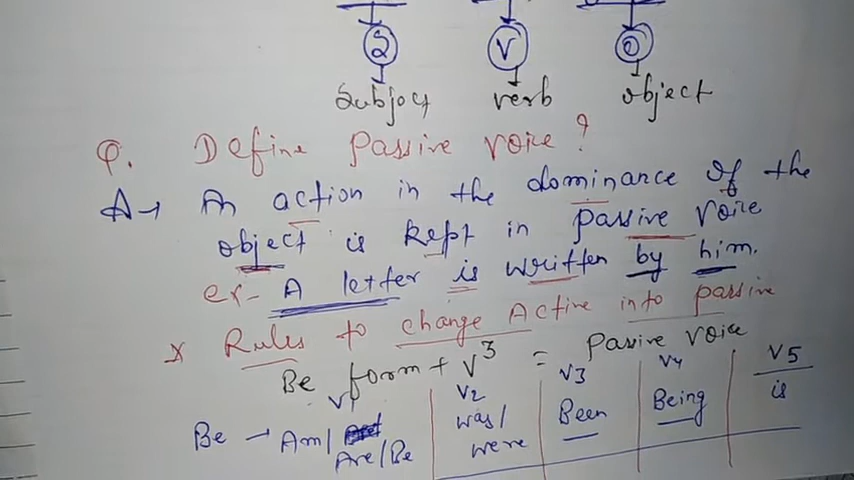 S V O
Subjoct verb object
Q. Define passive voice?
A→ An action in the dominance of the
object is kept in passive voice
ex- A letter is written by him.
* Rules to change Active into passive
Be form + V3 = Passive voice
V1 V2 V3 V4 V5
Be → Am/ was/ Been Being is
Are/Be were